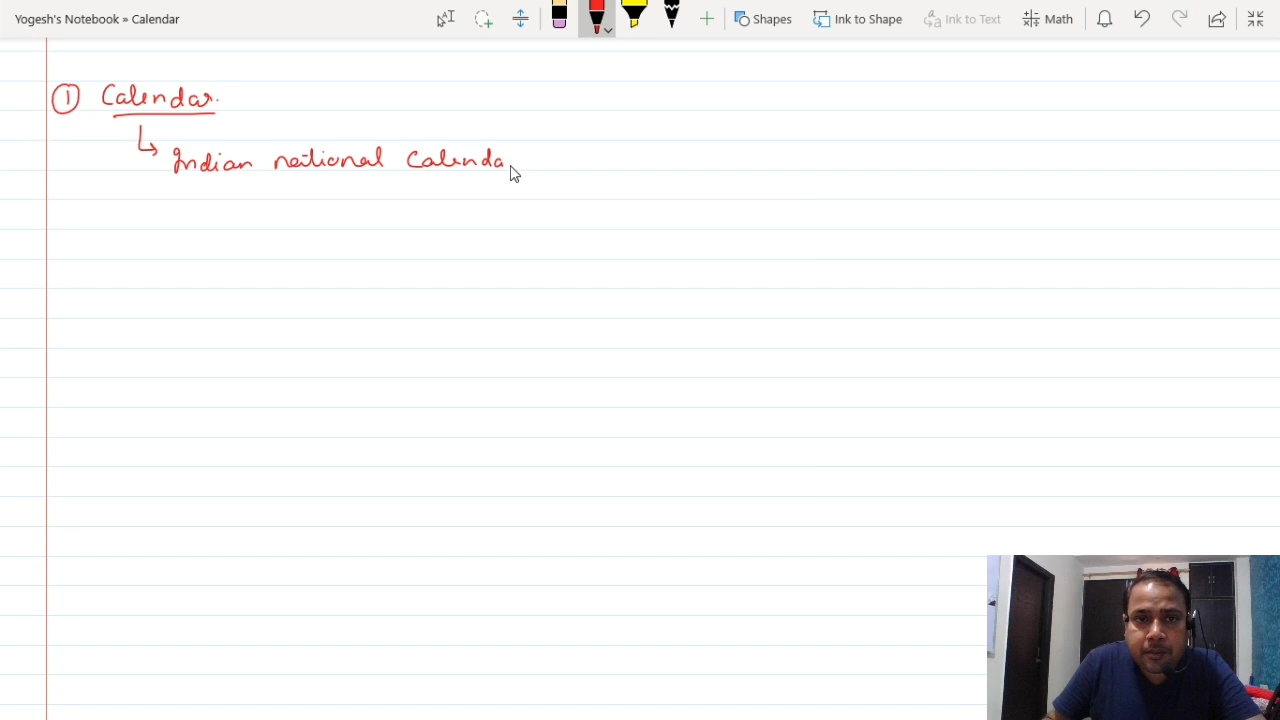 Yogesh's Notebook » Calendar
Shapes
Ink to Shape
Ink to Text
Math
① Calendar.
↳ Indian national Calenda